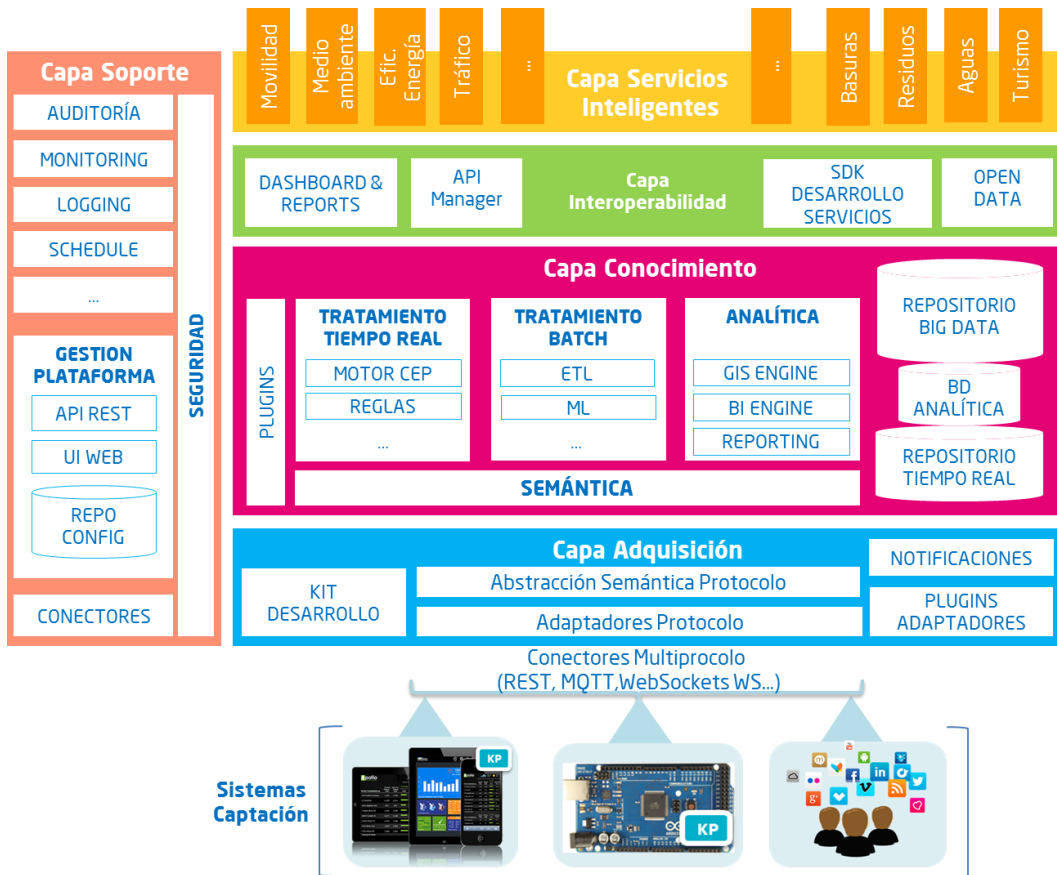 Capa Soporte
AUDITORÍA
MONITORING
LOGGING
SCHEDULE
...
GESTION
PLATAFORMA
API REST
UI WEB
REPO
CONFIG
CONECTORES
SEGURIDAD
Movilidad
Medio
ambiente
Efic.
Energía
Tráfico
...
Capa Servicios
Inteligentes
...
Basuras
Residuos
Aguas
Turismo
DASHBOARD &
REPORTS
API
Manager
Capa
Interoperabilidad
SDK
DESARROLLO
SERVICIOS
OPEN
DATA
Capa Conocimiento
PLUGINS
TRATAMIENTO
TIEMPO REAL
MOTOR CEP
REGLAS
...
TRATAMIENTO
BATCH
ETL
ML
...
ANALÍTICA
GIS ENGINE
BI ENGINE
REPORTING
SEMÁNTICA
REPOSITORIO
BIG DATA
BD
ANALÍTICA
REPOSITORIO
TIEMPO REAL
Capa Adquisición
KIT
DESARROLLO
Abstracción Semántica Protocolo
Adaptadores Protocolo
NOTIFICACIONES
PLUGINS
ADAPTADORES
Conectores Multiprocolo
(REST, MQTT,WebSockets WS...)
Sistemas
Captación
KP
KP